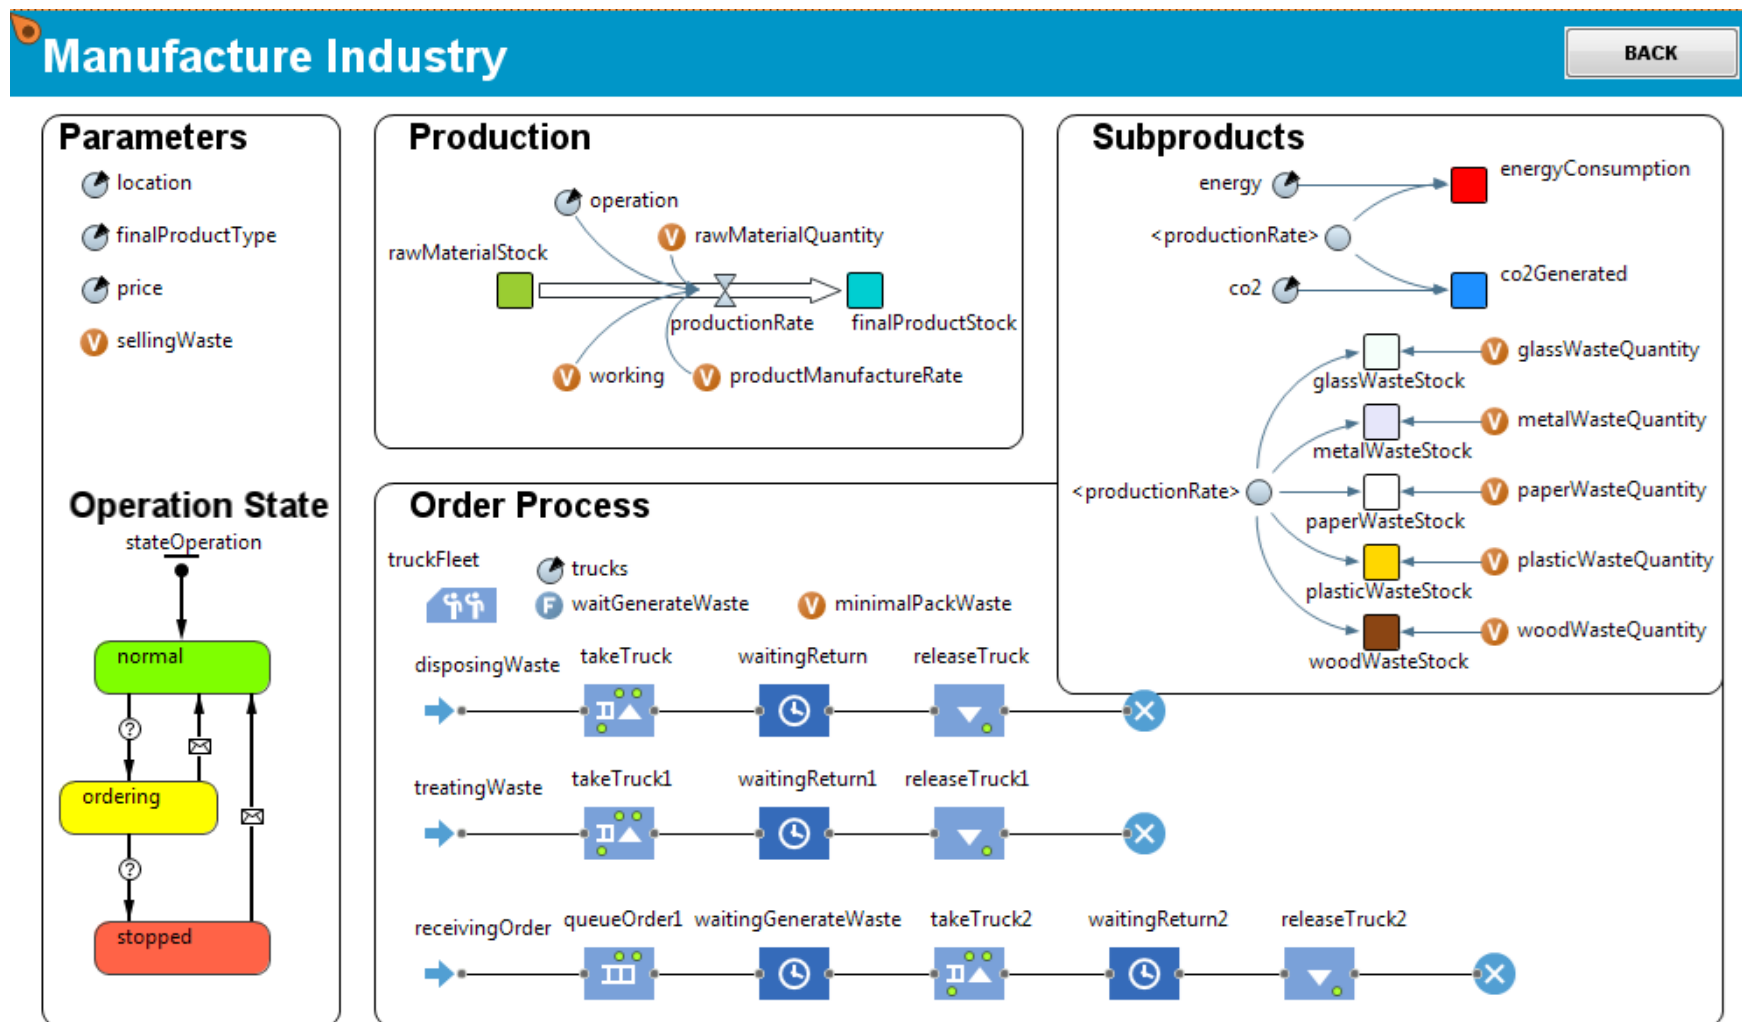 Manufacture Industry
BACK
Parameters
location
finalProductType
price
sellingWaste
Operation State
stateOperation
normal
?
ordering
?
stopped
Production
operation
rawMaterialQuantity
rawMaterialStock
productionRate
finalProductStock
working
productManufactureRate
V
V
V
V
Subproducts
energy
energyConsumption
<productionRate>
co2
co2Generated
glassWasteQuantity
glassWasteStock
metalWasteQuantity
metalWasteStock
<productionRate>
paperWasteQuantity
paperWasteStock
plasticWasteQuantity
plasticWasteStock
woodWasteQuantity
woodWasteStock
V
V
V
V
V
Order Process
truckFleet
trucks
F
waitGenerateWaste
V
minimalPackWaste
disposingWaste
takeTruck
waitingReturn
releaseTruck
treatingWaste
takeTruck1
waitingReturn1
releaseTruck1
receivingOrder
queueOrder1
waitingGenerateWaste
takeTruck2
waitingReturn2
releaseTruck2